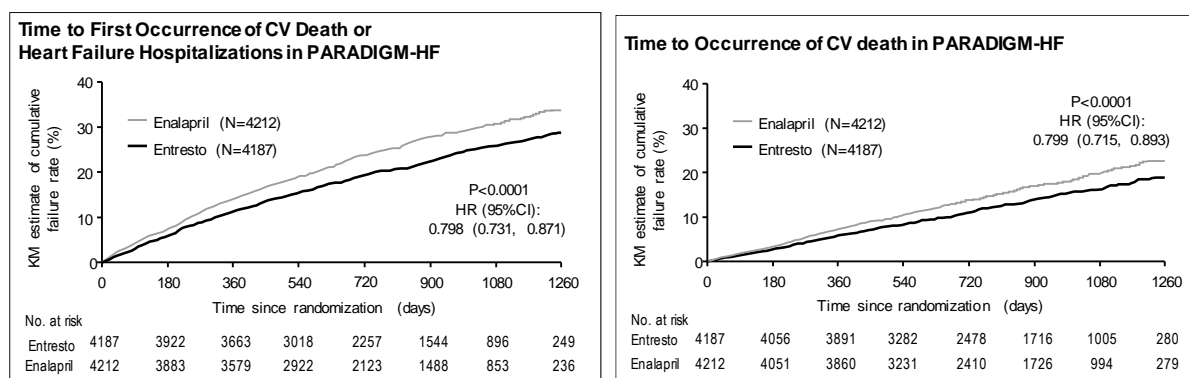 Time to First Occurrence of CV Death or
Heart Failure Hospitalizations in PARADIGM-HF
KM estimate of cumulative
failure rate (%)
40
30
20
10
0
Enalapril (N=4212)
Entresto (N=4187)
P<0.0001
HR (95%CI):
0.798 (0.731, 0.871)
0 180 360 540 720 900 1080 1260
Time since randomization (days)
No. at risk
Entresto 4187 3922 3663 3018 2257 1544 896 249
Enalapril 4212 3883 3579 2922 2123 1488 853 236
Time to Occurrence of CV death in PARADIGM-HF
KM estimate of cumulative
failure rate (%)
40
30
20
10
0
Enalapril (N=4212)
Entresto (N=4187)
P<0.0001
HR (95%CI):
0.799 (0.715, 0.893)
0 180 360 540 720 900 1080 1260
Time since randomization (days)
No. at risk
Entresto 4187 4056 3891 3282 2478 1716 1005 280
Enalapril 4212 4051 3860 3231 2410 1726 994 279